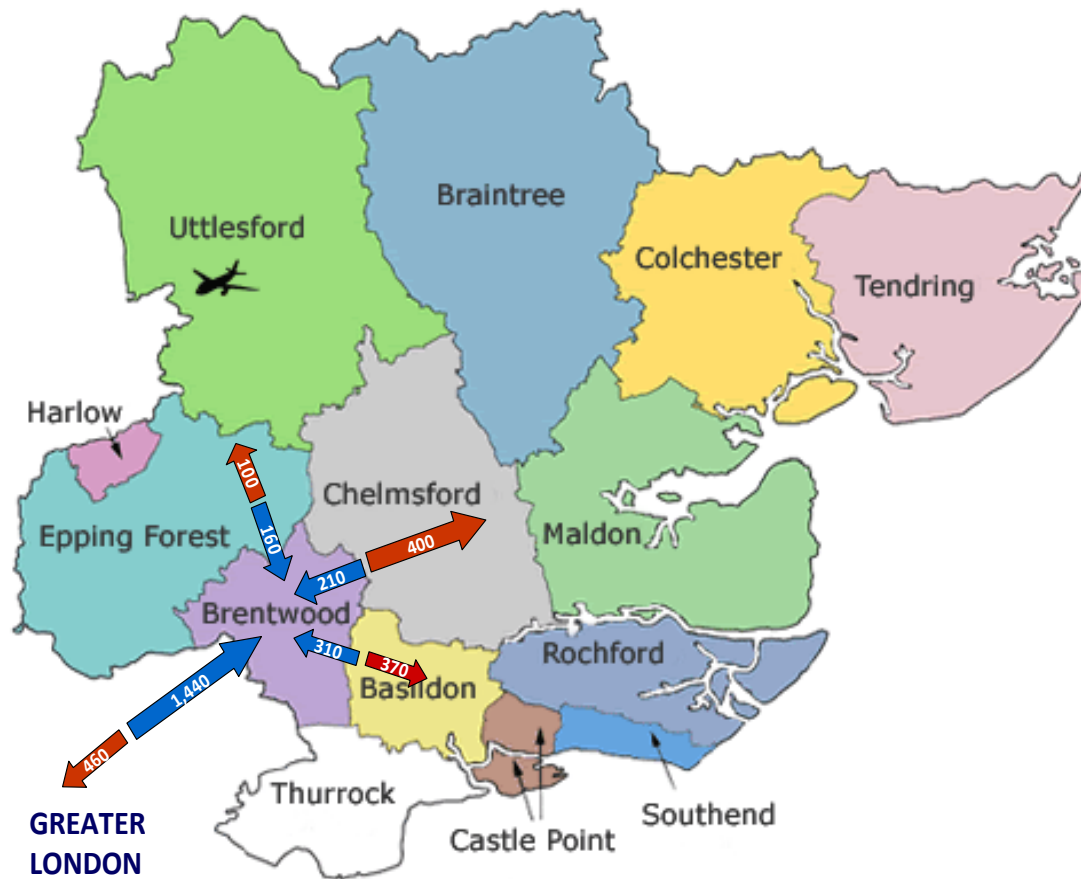 Uttlesford
Braintree
Colchester
Tendring
Harlow
100
Epping Forest
160
Chelmsford
400
210
Maldon
Brentwood
310
370
Basildon
Rochford
1,440
460
Thurrock
Castle Point
Southend
GREATER
LONDON